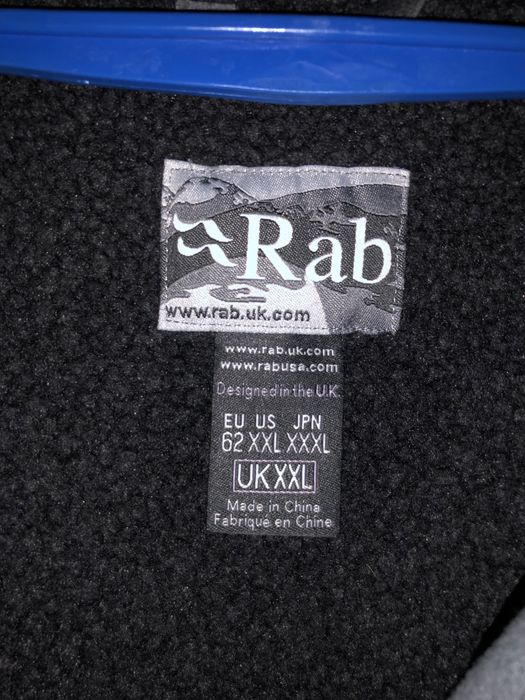 Rab
www.rab.uk.com
www.rab.uk.com
www.rabusa.com
Designed in the U.K.
EU US JPN
62 XXL XXXL
UK XXL
Made in China
Fabriqué en Chine